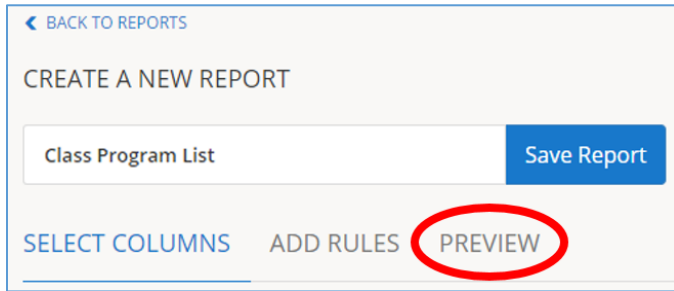 BACK TO REPORTS
CREATE A NEW REPORT
Class Program List Save Report
SELECT COLUMNS ADD RULES PREVIEW